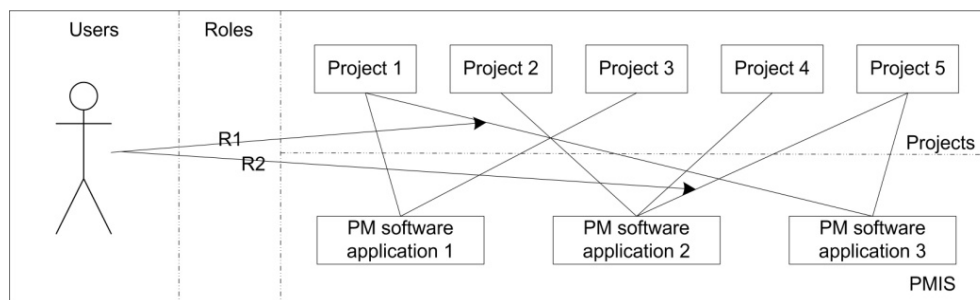 Users
Roles
Project 1
Project 2
Project 3
Project 4
Project 5
R1
R2
Projects
PM software
application 1
PM software
application 2
PM software
application 3
PMIS